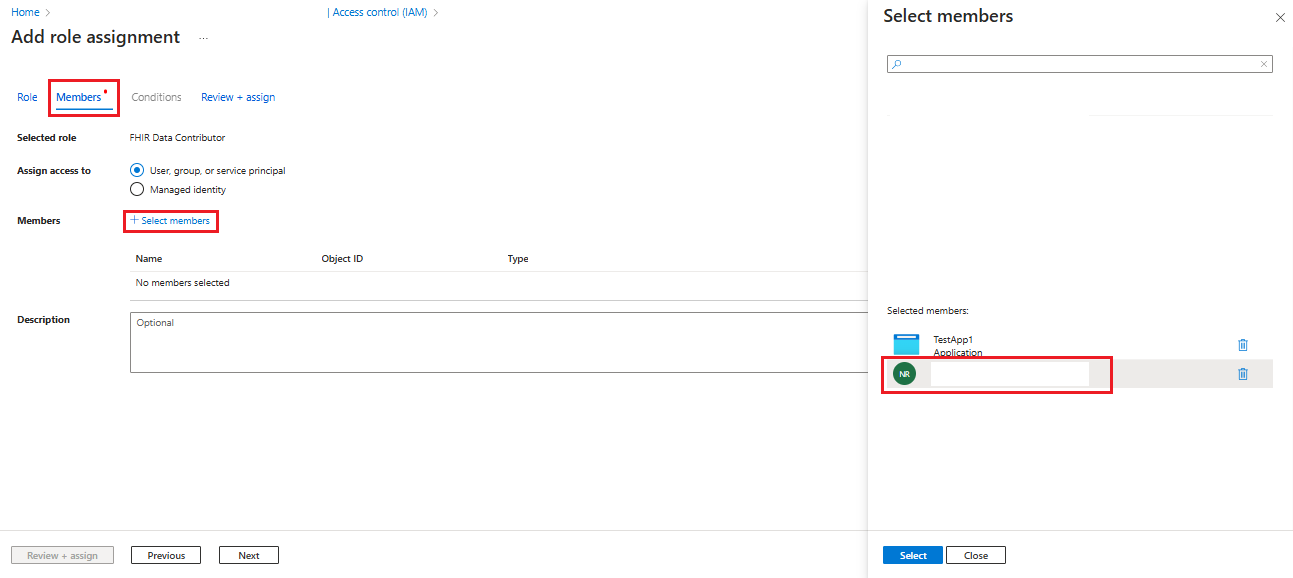 Home > | Access control (IAM) >
Add role assignment ...
Role Members Conditions Review + assign
Selected role FHIR Data Contributor
Assign access to User, group, or service principal
Managed identity
Members + Select members
Name Object ID Type
No members selected
Description Optional
Review + assign Previous Next
Select members
Selected members:
TestApp1
Application
NR
Select Close